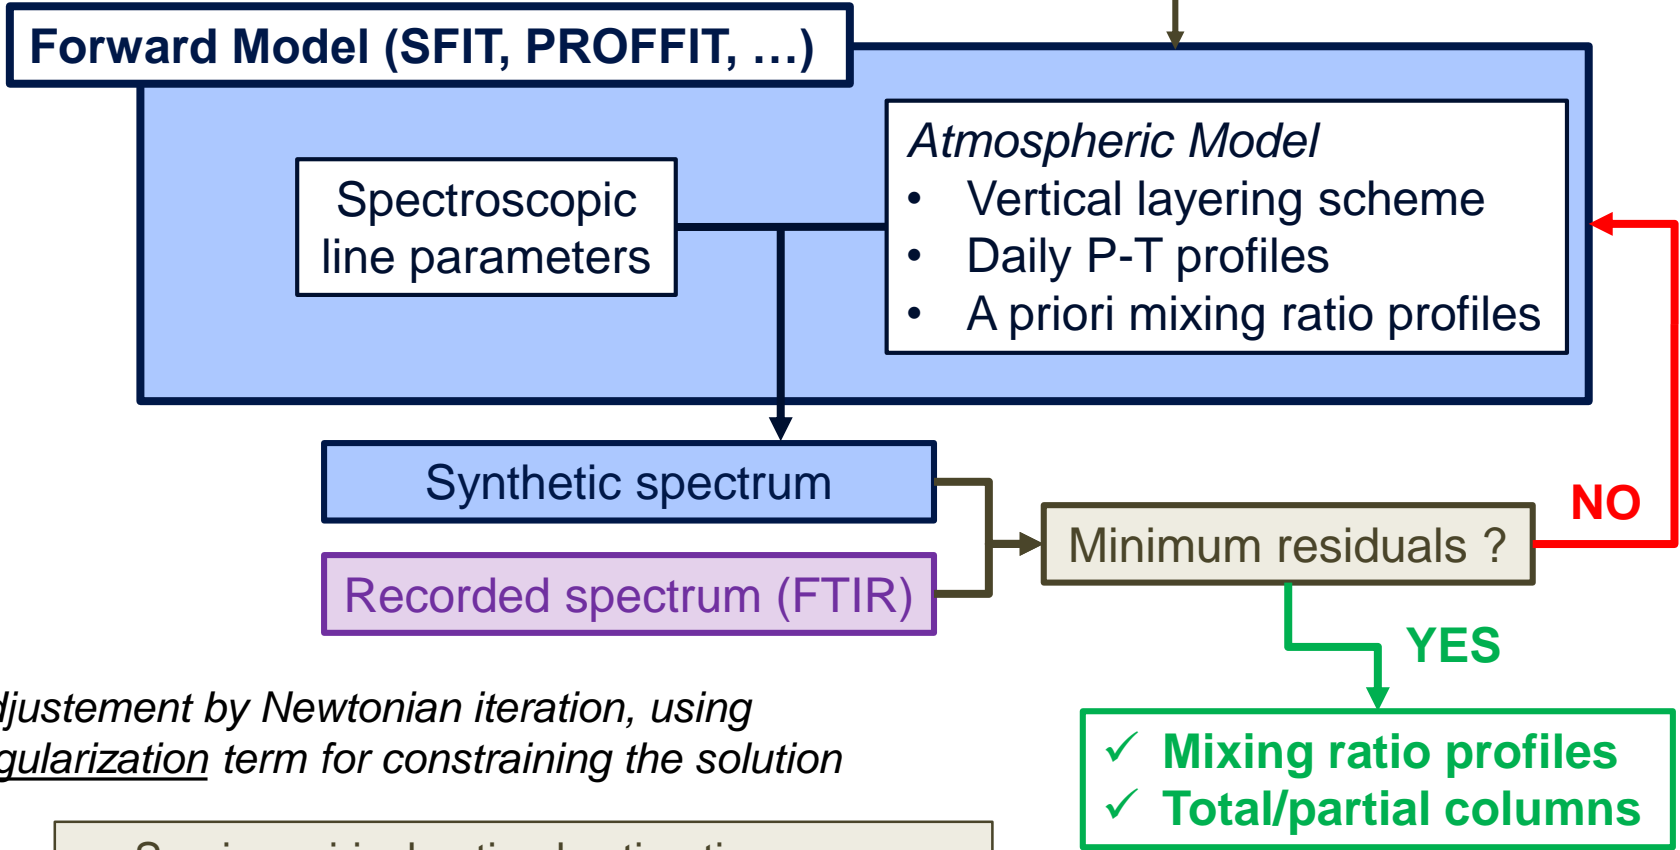 Forward Model (SFIT, PROFFIT, …)
Spectroscopic
line parameters
Atmospheric Model
• Vertical layering scheme
• Daily P-T profiles
• A priori mixing ratio profiles
Synthetic spectrum
Recorded spectrum (FTIR)
Minimum residuals ?
NO
YES
djustement by Newtonian iteration, using
gularization term for constraining the solution
✓ Mixing ratio profiles
✓ Total/partial columns